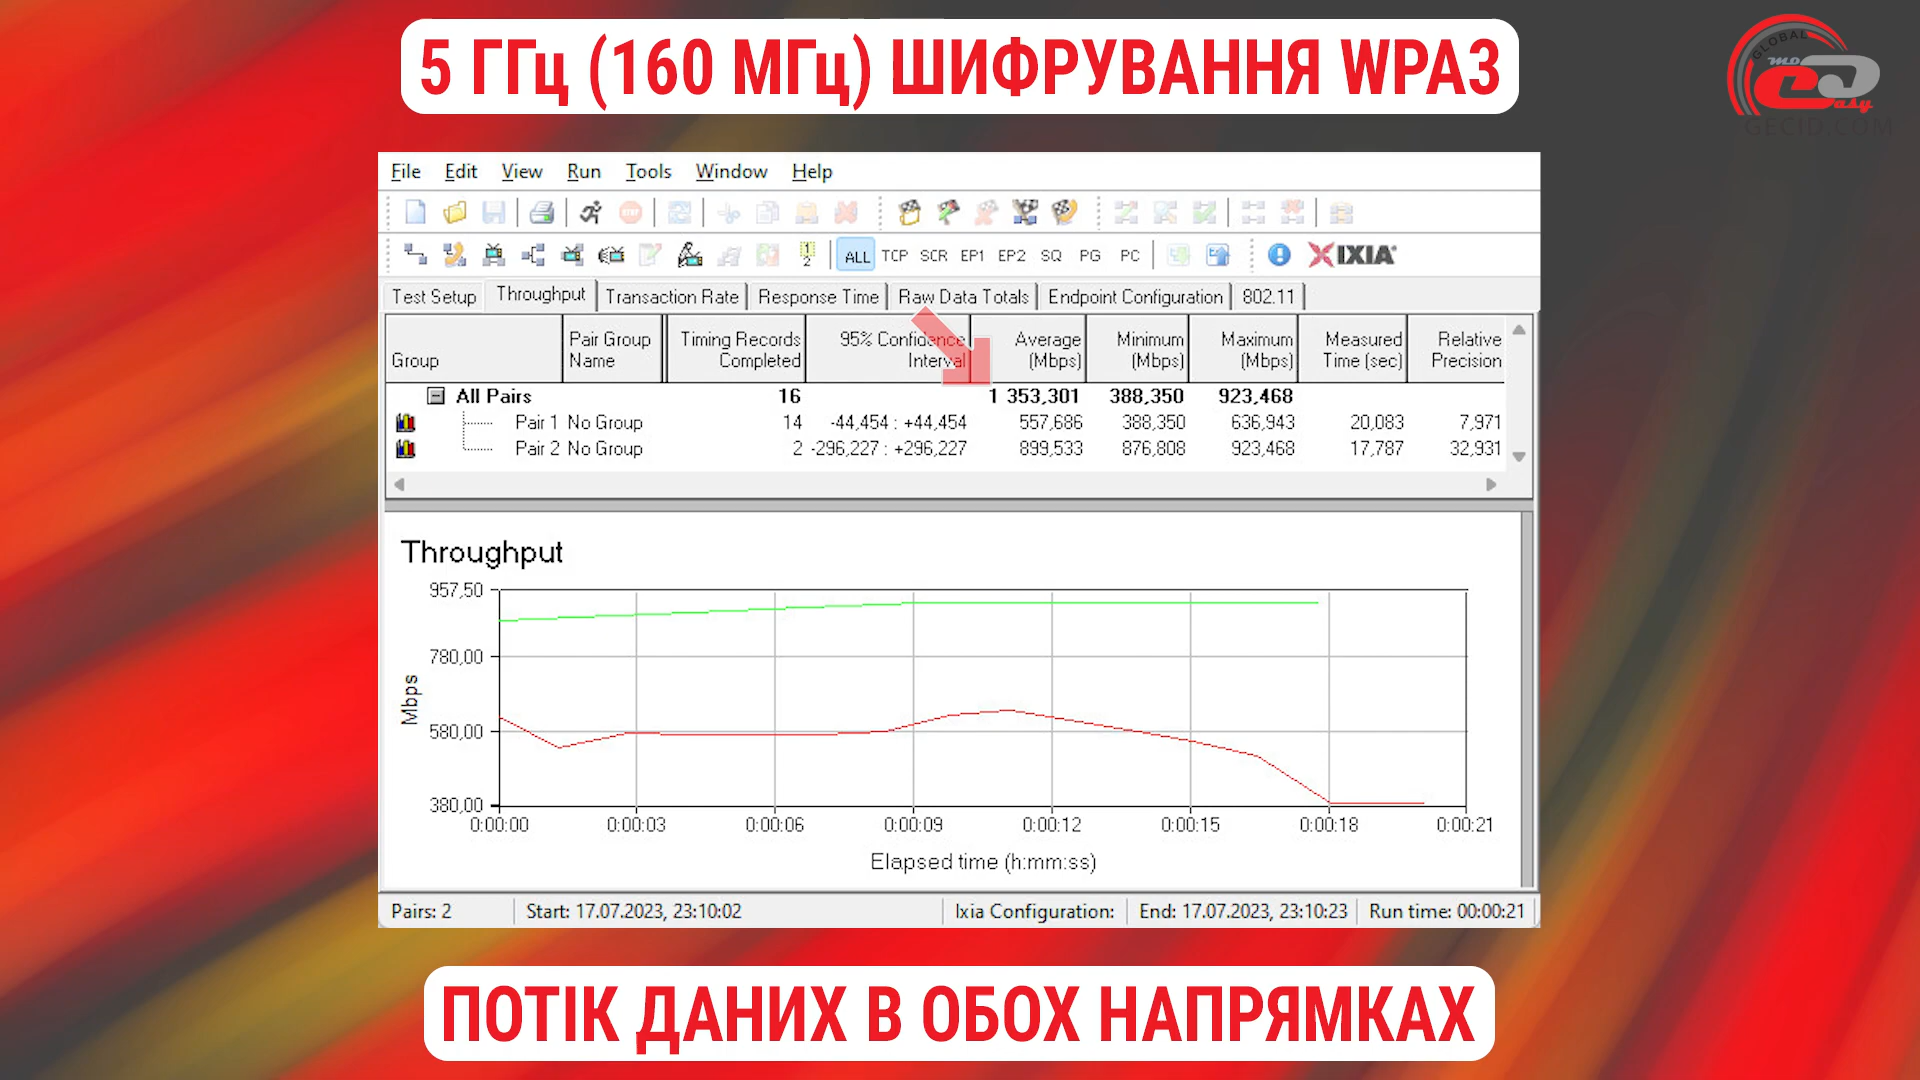 5 ГГц (160 МГц) ШИФРУВАННЯ WPA3
GLOBAL
GECID.COM
File Edit View Run Tools Window Help
ALL TCP SCR EP1 EP2 SQ PG PC IXIA
Test Setup Throughput Transaction Rate Response Time Raw Data Totals Endpoint Configuration 802.11
Group Pair Group Name Timing Records Completed 95% Confidence Interval Average (Mbps) Minimum (Mbps) Maximum (Mbps) Measured Time (sec) Relative Precision
All Pairs 16 1 353,301 388,350 923,468
Pair 1 No Group 14 -44,454 : +44,454 557,686 388,350 636,943 20,083 7,971
Pair 2 No Group 2 -296,227 : +296,227 899,533 876,808 923,468 17,787 32,931
Throughput
957,50
780,00
580,00
380,00
Mbps
0:00:00 0:00:03 0:00:06 0:00:09 0:00:12 0:00:15 0:00:18 0:00:21
Elapsed time (h:mm:ss)
Pairs: 2 Start: 17.07.2023, 23:10:02 Ixia Configuration: End: 17.07.2023, 23:10:23 Run time: 00:00:21
ПОТІК ДАНИХ В ОБОХ НАПРЯМКАХ